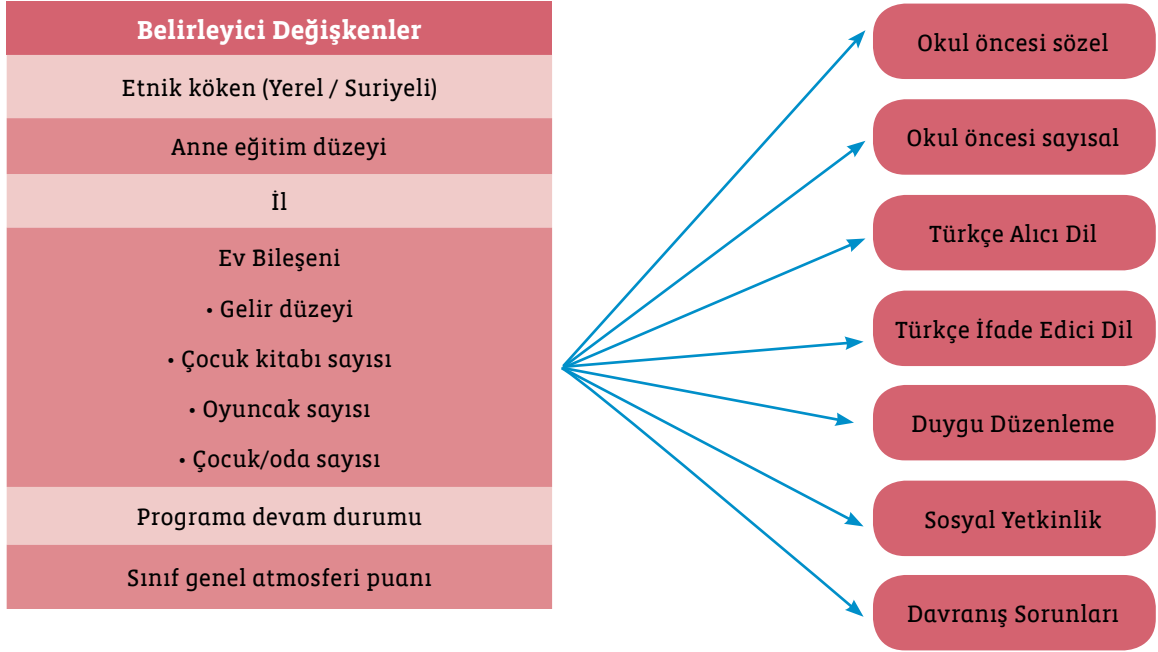 Belirleyici Değişkenler
Etnik köken (Yerel / Suriyeli)
Anne eğitim düzeyi
İl
Ev Bileşeni
• Gelir düzeyi
• Çocuk kitabı sayısı
• Oyuncak sayısı
• Çocuk/oda sayısı
Programa devam durumu
Sınıf genel atmosferi puanı
Okul öncesi sözel
Okul öncesi sayısal
Türkçe Alıcı Dil
Türkçe İfade Edici Dil
Duygu Düzenleme
Sosyal Yetkinlik
Davranış Sorunları